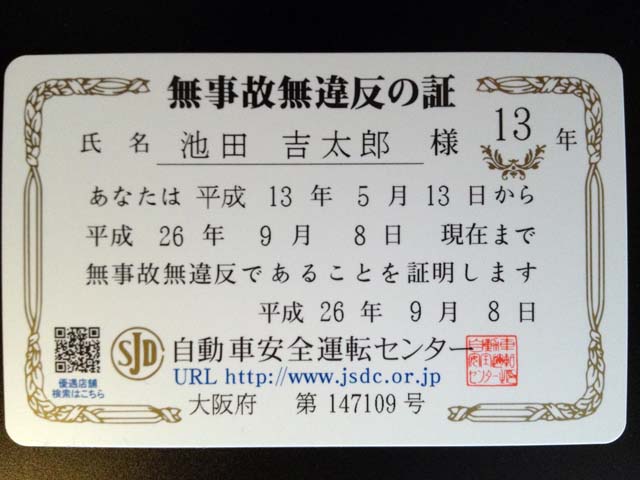 無事故無違反の証
氏名 池田 吉太郎 様 13 年
あなたは 平成 13 年 5 月 13 日から
平成 26 年 9 月 8 日 現在まで
無事故無違反であることを証明します
平成 26 年 9 月 8 日
SJD 自動車安全運転センター
URL http://www.jsdc.or.jp
優遇店舗
検索はこちら
大阪府 第 147109 号